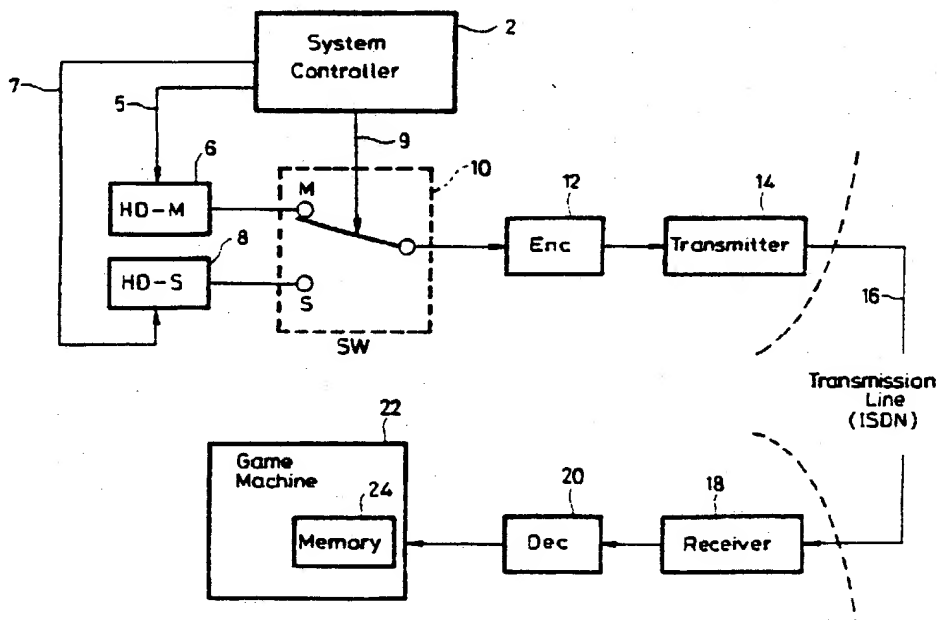 2
System
Controller
7
5
9
6
10
M
HD-M
12
14
Enc
Transmitter
8
HD-S
S
16
SW
Transmission
Line
(ISDN)
22
Game
Machine
24
Memory
20
Dec
18
Receiver